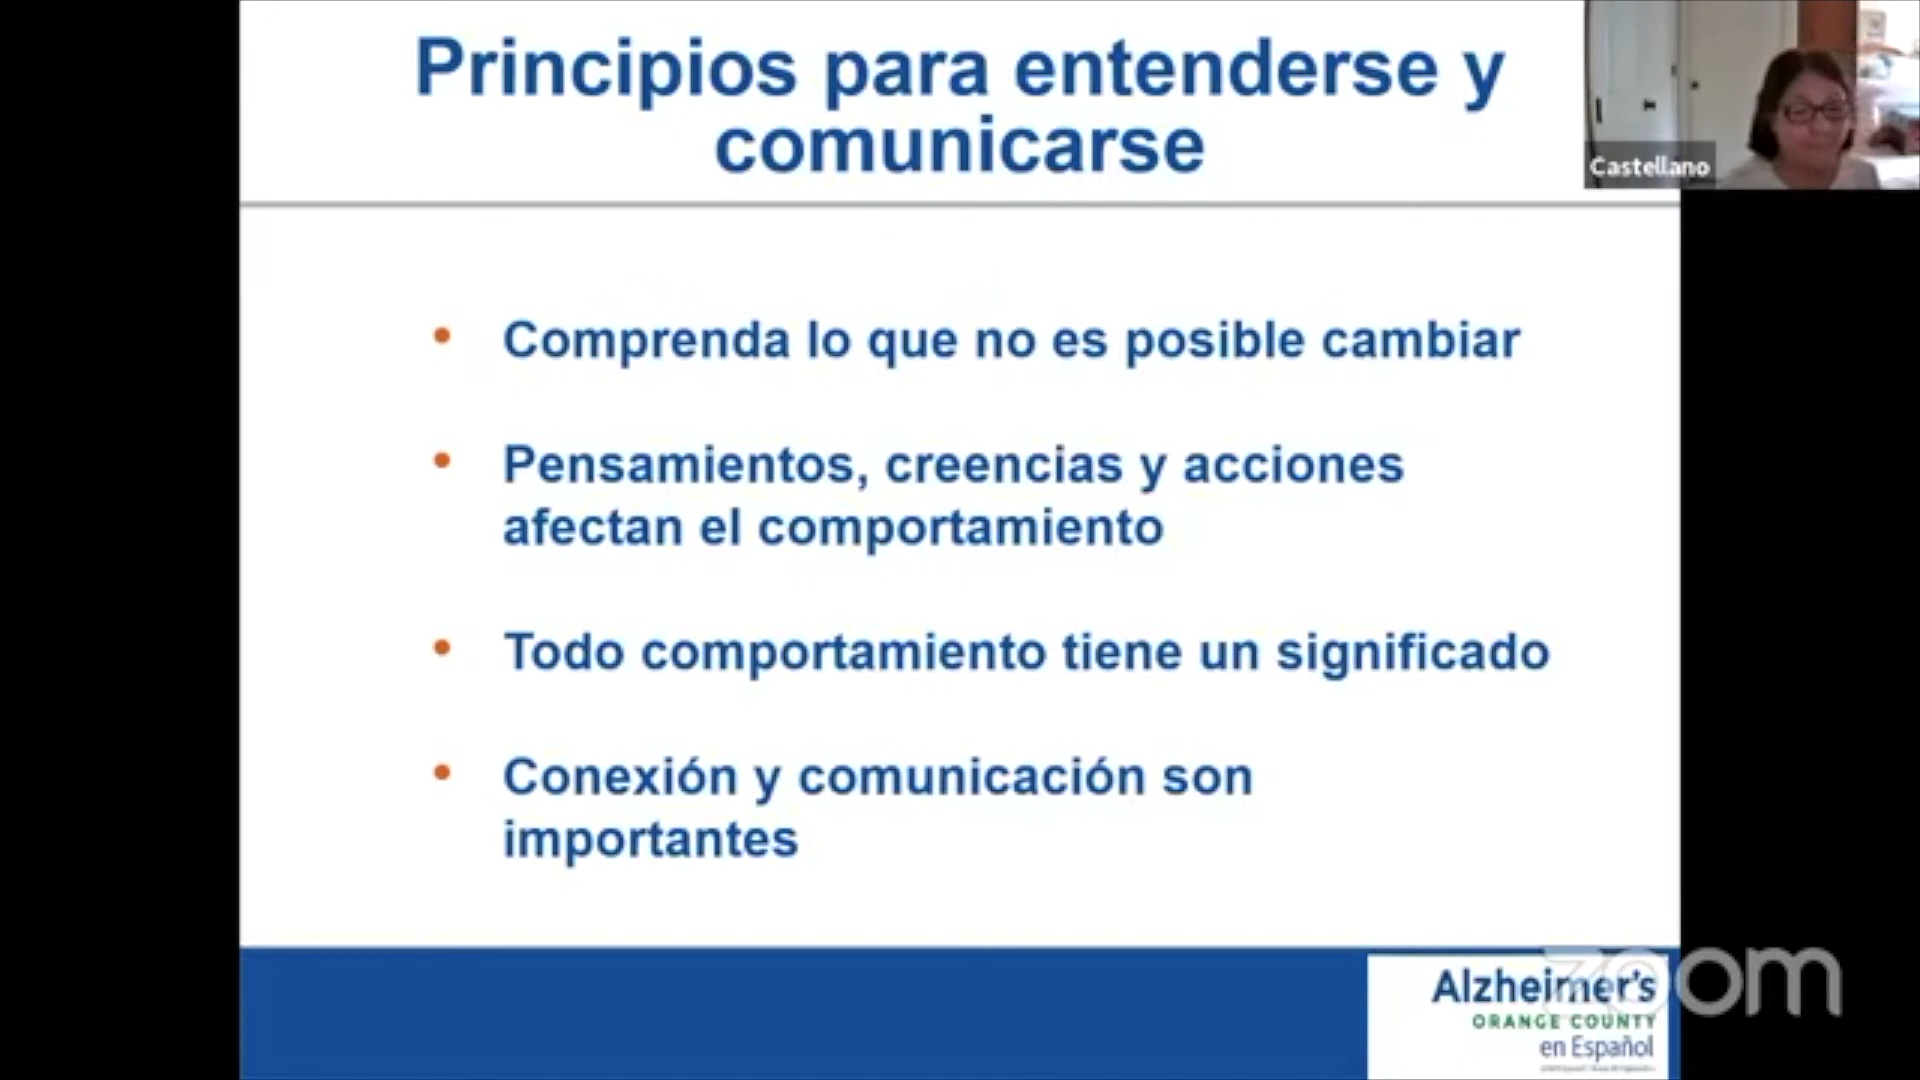 Principios para entenderse y
comunicarse
Castellano
• Comprenda lo que no es posible cambiar
• Pensamientos, creencias y acciones
afectan el comportamiento
• Todo comportamiento tiene un significado
• Conexión y comunicación son
importantes
Alzheimer's
ORANGE COUNTY
en Español
zoom